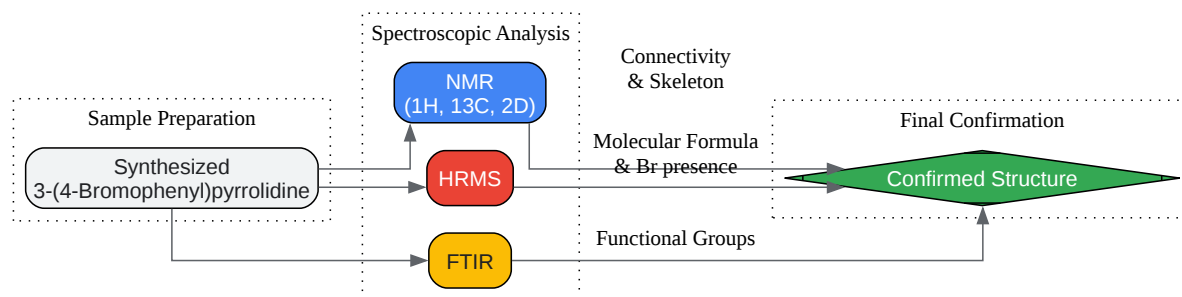 Sample Preparation
Synthesized
3-(4-Bromophenyl)pyrrolidine
Spectroscopic Analysis
NMR
(1H, 13C, 2D)
HRMS
FTIR
Connectivity
& Skeleton
Molecular Formula
& Br presence
Functional Groups
Final Confirmation
Confirmed Structure